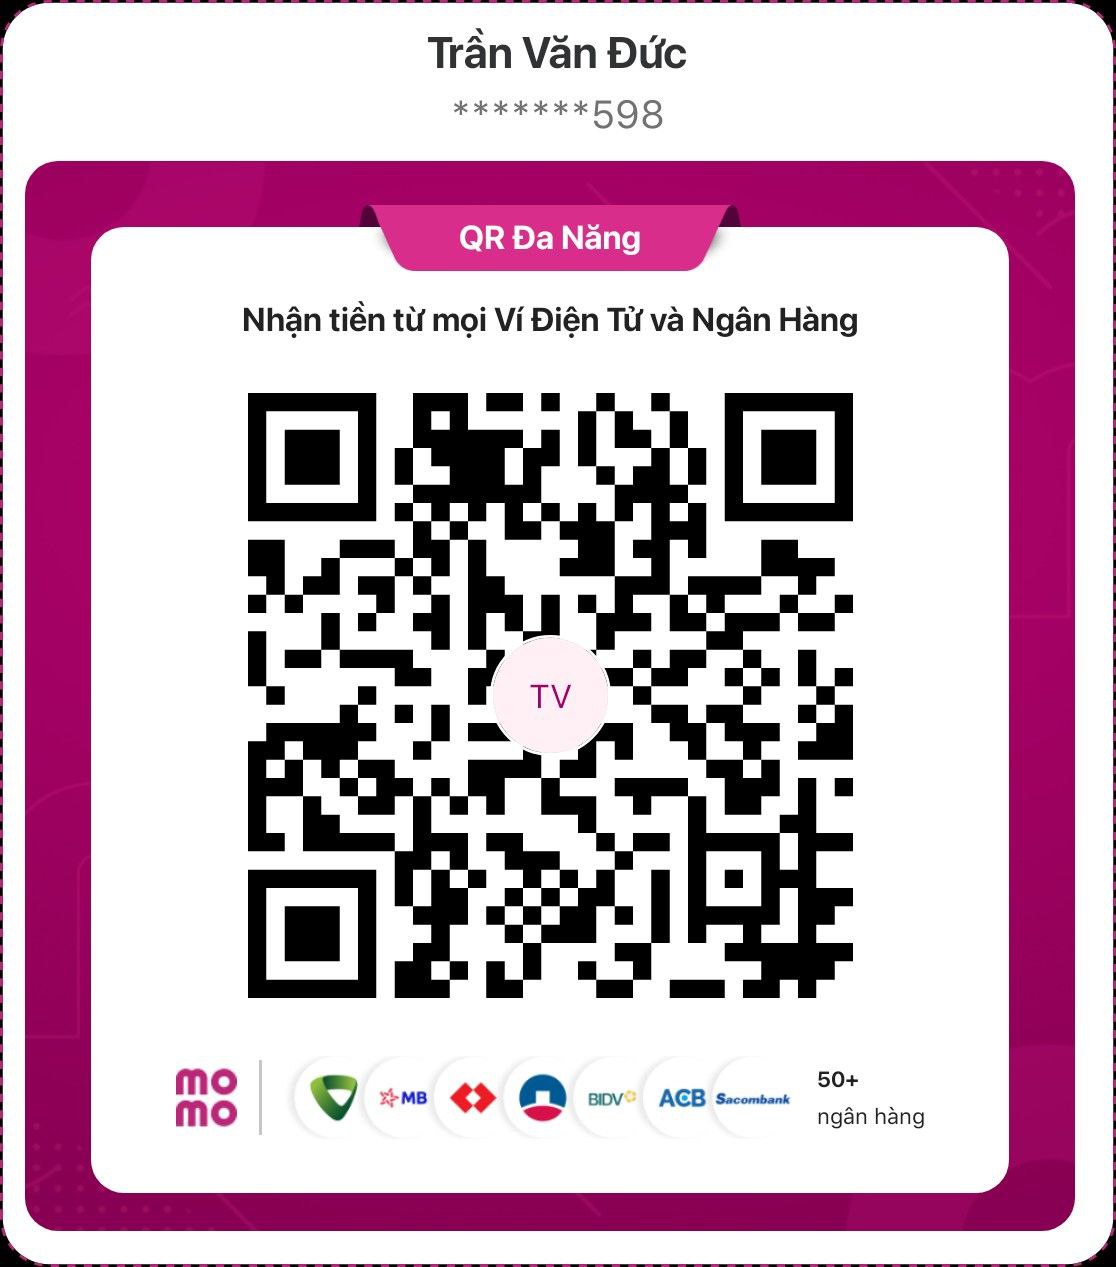 Trần Văn Đức
*******598
QR Đa Năng
Nhận tiền từ mọi Ví Điện Tử và Ngân Hàng
TV
mo
mo
MB
BIDV
ACB
Sacombank
50+
ngân hàng